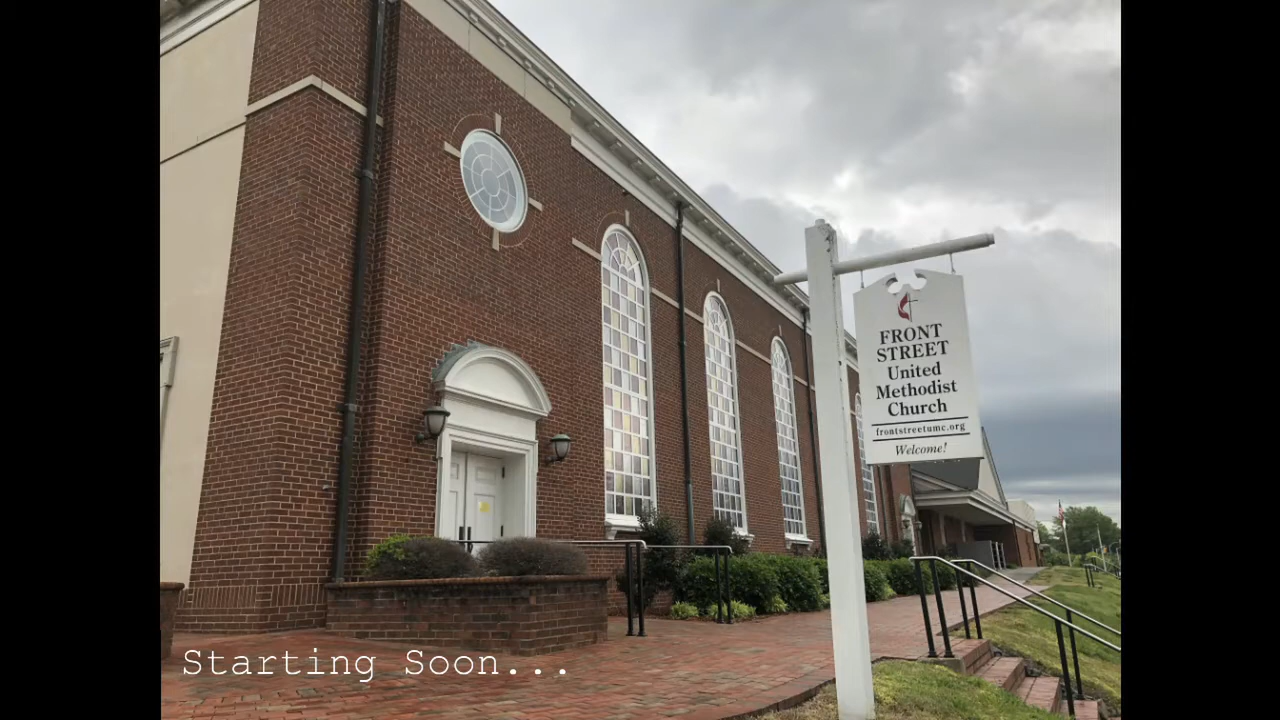 FRONT
STREET
United
Methodist
Church
frontstreetumc.org
Welcome!
Starting Soon...